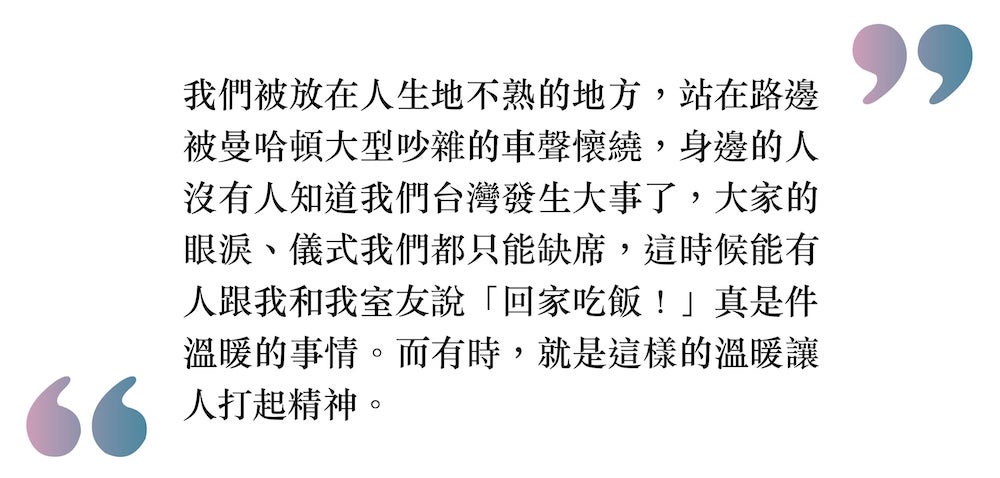 我們被放在人生地不熟的地方，站在路邊
被曼哈頓大型吵雜的車聲懷繞，身邊的人
沒有人知道我們台灣發生大事了，大家的
眼淚、儀式我們都只能缺席，這時候能有
人跟我和我室友說「回家吃飯！」真是件
溫暖的事情。而有時，就是這樣的溫暖讓
人打起精神。